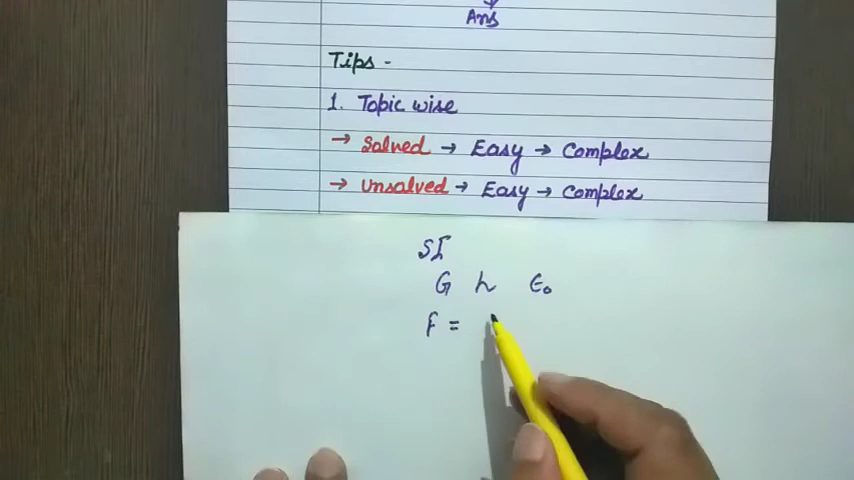 Ans
Tips -
1. Topic wise
→ Solved → Easy → Complex
→ Unsolved → Easy → Complex
SI
G h ϵ₀
F =